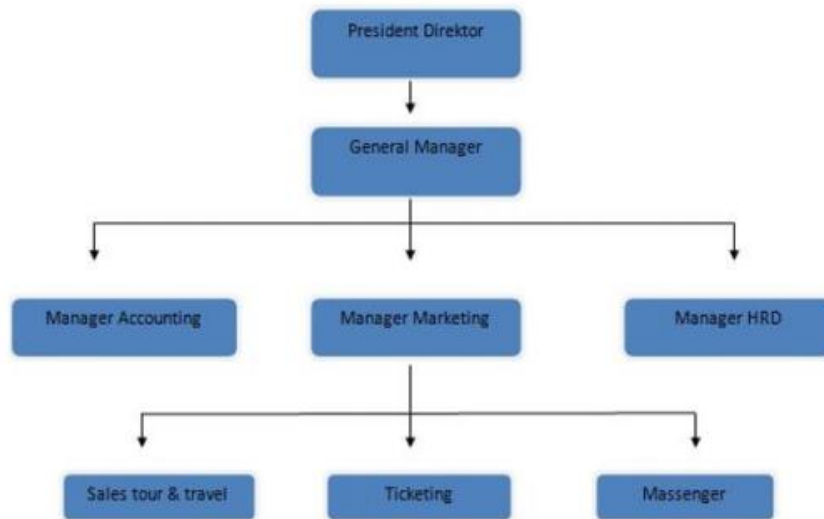 President Direktor
General Manager
Manager Accounting
Manager Marketing
Manager HRD
Sales tour & travel
Ticketing
Massenger